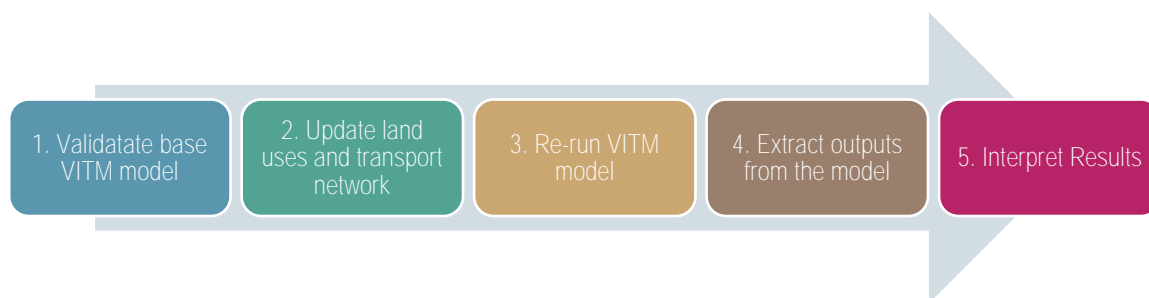 1. Validatate base
VITM model
2. Update land
uses and transport
network
3. Re-run VITM
model
4. Extract outputs
from the model
5. Interpret Results